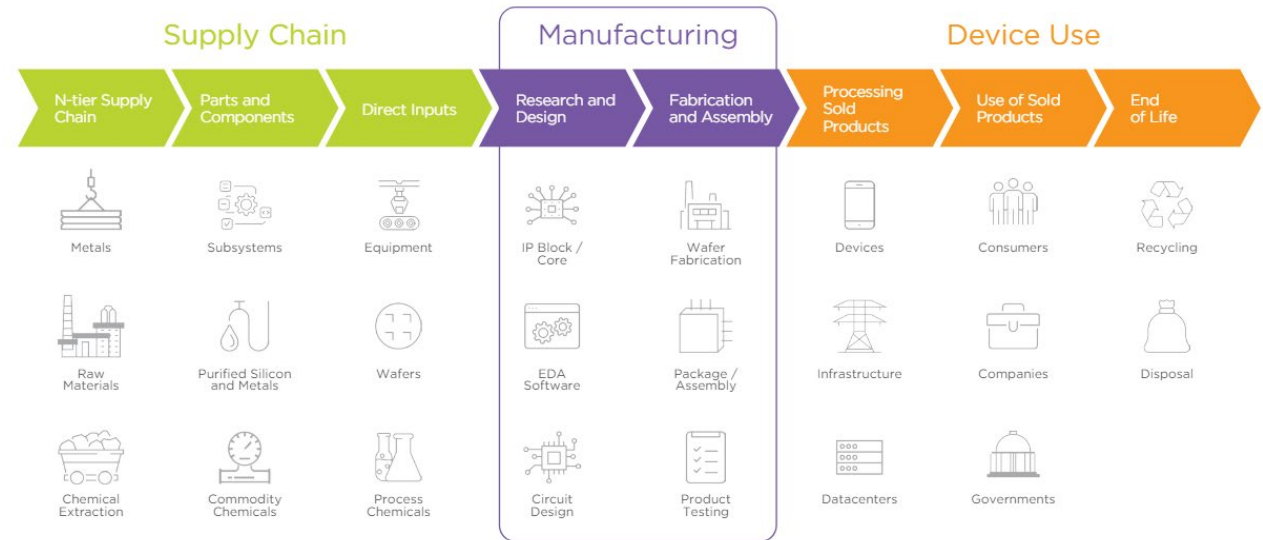 Supply Chain
Manufacturing
Device Use
N-tier Supply
Chain
Parts and
Components
Direct Inputs
Research and
Design
Fabrication
and Assembly
Processing
Sold
Products
Use of Sold
Products
End
of Life
Metals
Subsystems
Equipment
IP Block /
Core
Wafer
Fabrication
Devices
Consumers
Recycling
Raw
Materials
Purified Silicon
and Metals
Wafers
EDA
Software
Package /
Assembly
Infrastructure
Companies
Disposal
Chemical
Extraction
Commodity
Chemicals
Process
Chemicals
Circuit
Design
Product
Testing
Datacenters
Governments